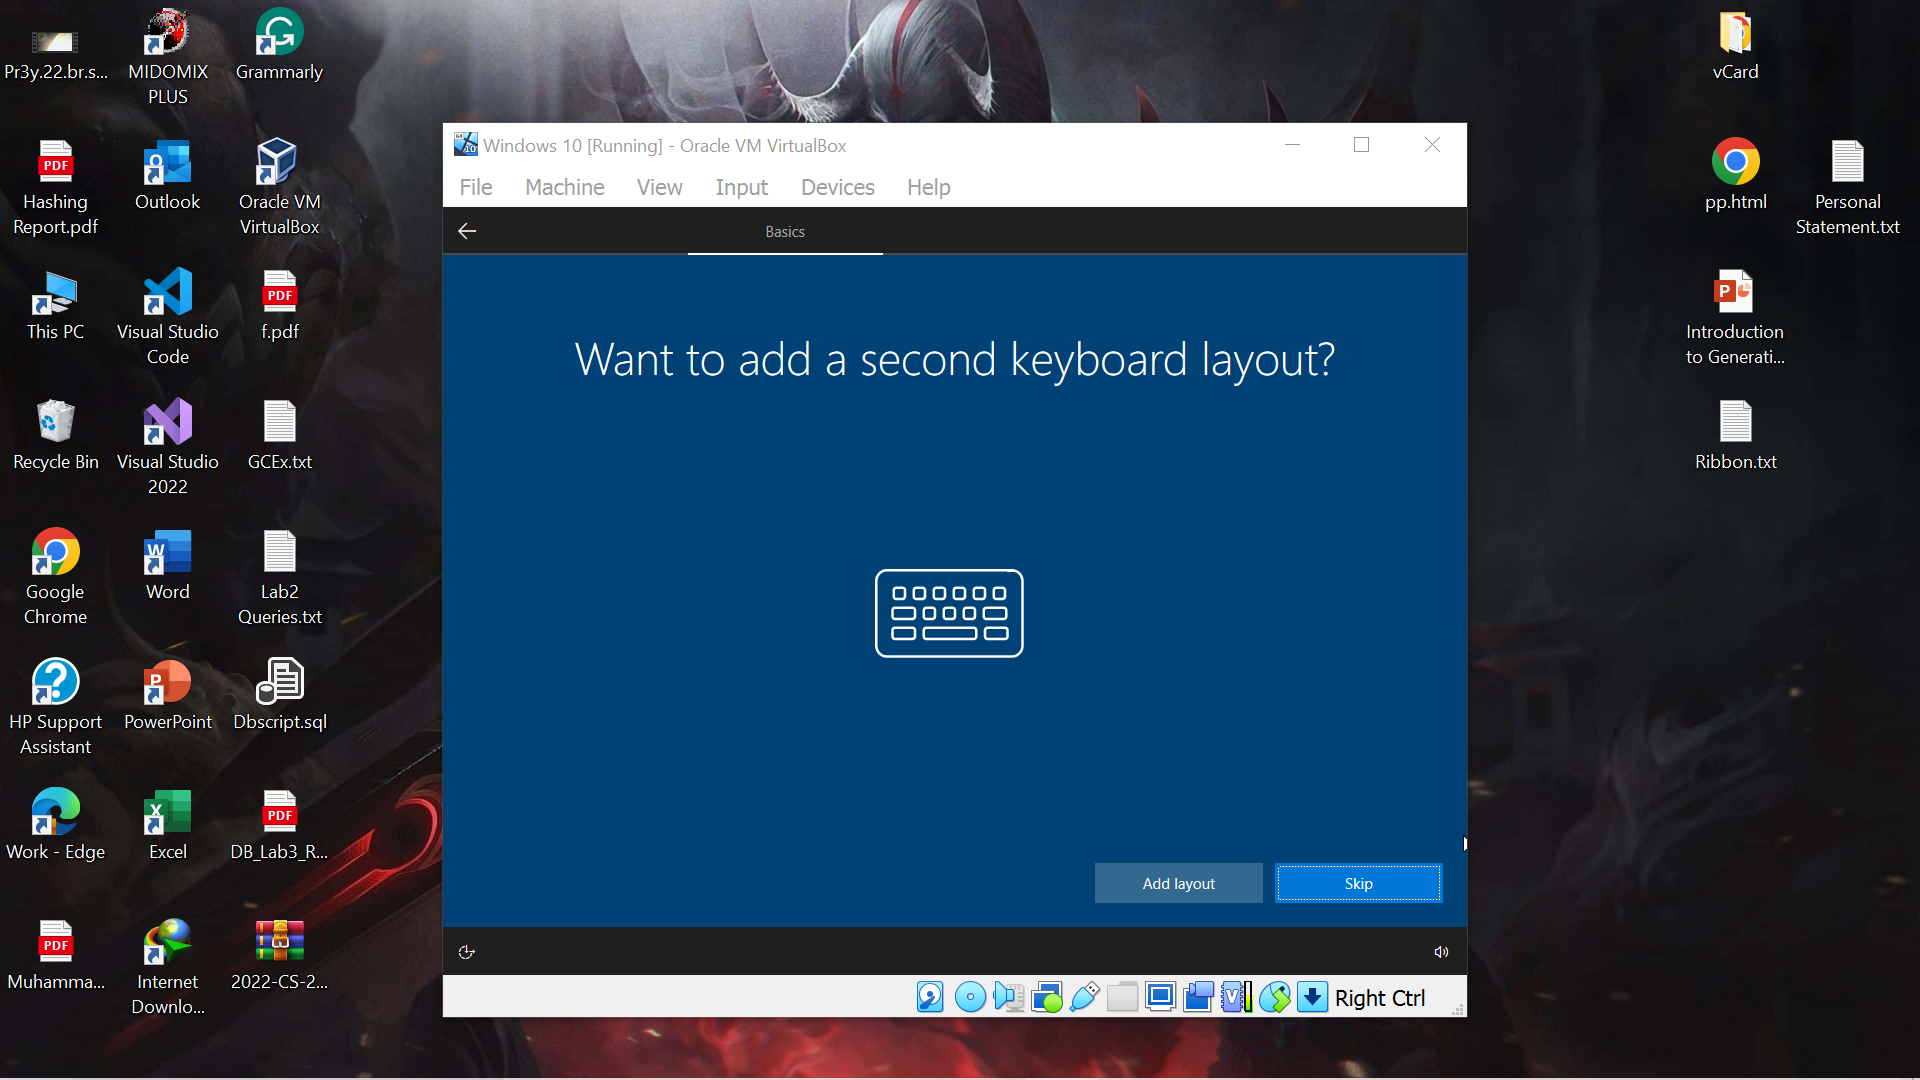 Pr3y.22.br.s...
MIDOMIX
PLUS
Grammarly
Hashing
Report.pdf
Outlook
Oracle VM
VirtualBox
This PC
Visual Studio
Code
f.pdf
Recycle Bin
Visual Studio
2022
GCEx.txt
Google
Chrome
Word
Lab2
Queries.txt
HP Support
Assistant
PowerPoint
Dbscript.sql
Work - Edge
Excel
DB_Lab3_R...
Muhamma...
Internet
Downlo...
2022-CS-2...
Windows 10 [Running] - Oracle VM VirtualBox
File Machine View Input Devices Help
Basics
Want to add a second keyboard layout?
Add layout Skip
Right Ctrl
vCard
pp.html
Personal
Statement.txt
Introduction
to Generati...
Ribbon.txt